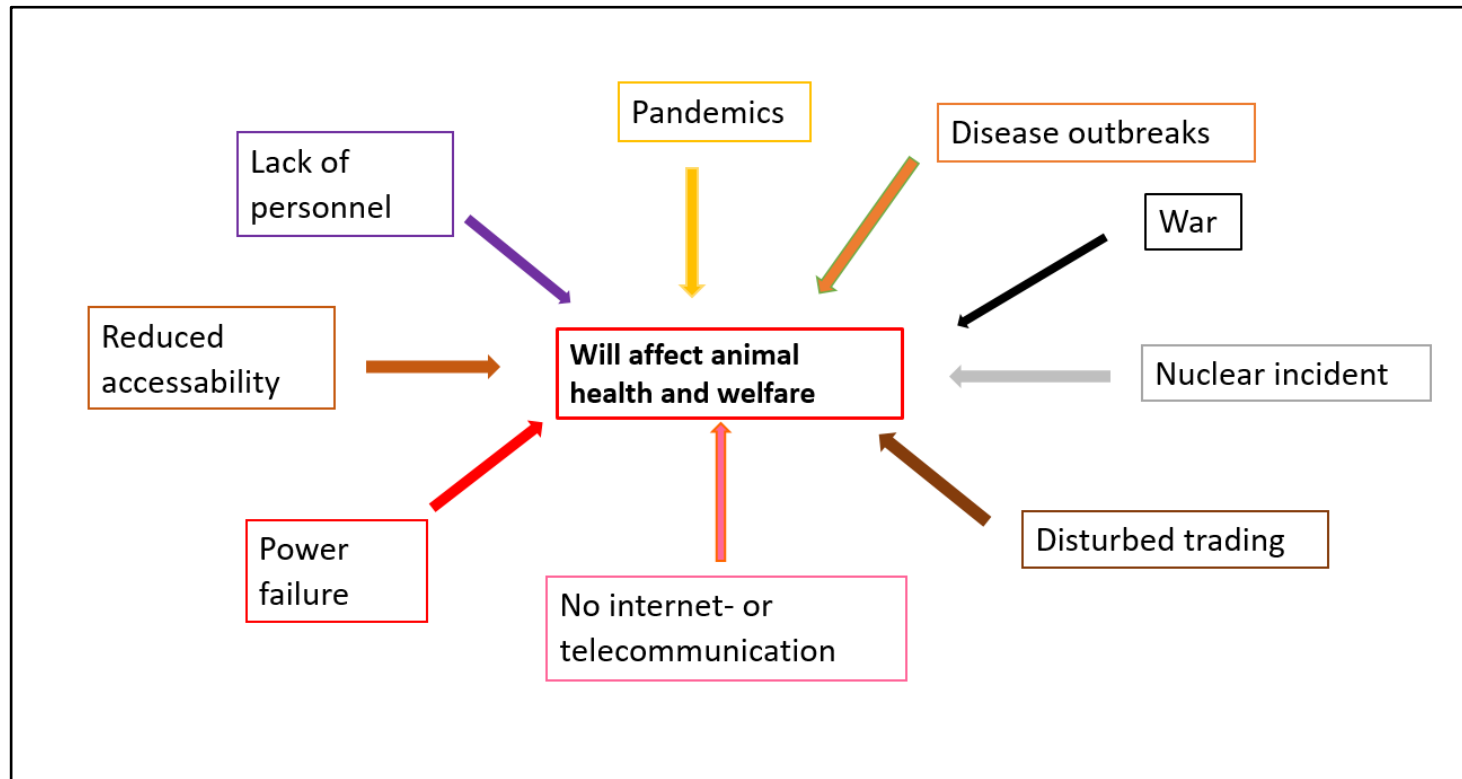 Pandemics
Disease outbreaks
Lack of
personnel
War
Reduced
accessability
Will affect animal
health and welfare
Nuclear incident
Power
failure
No internet- or
telecommunication
Disturbed trading